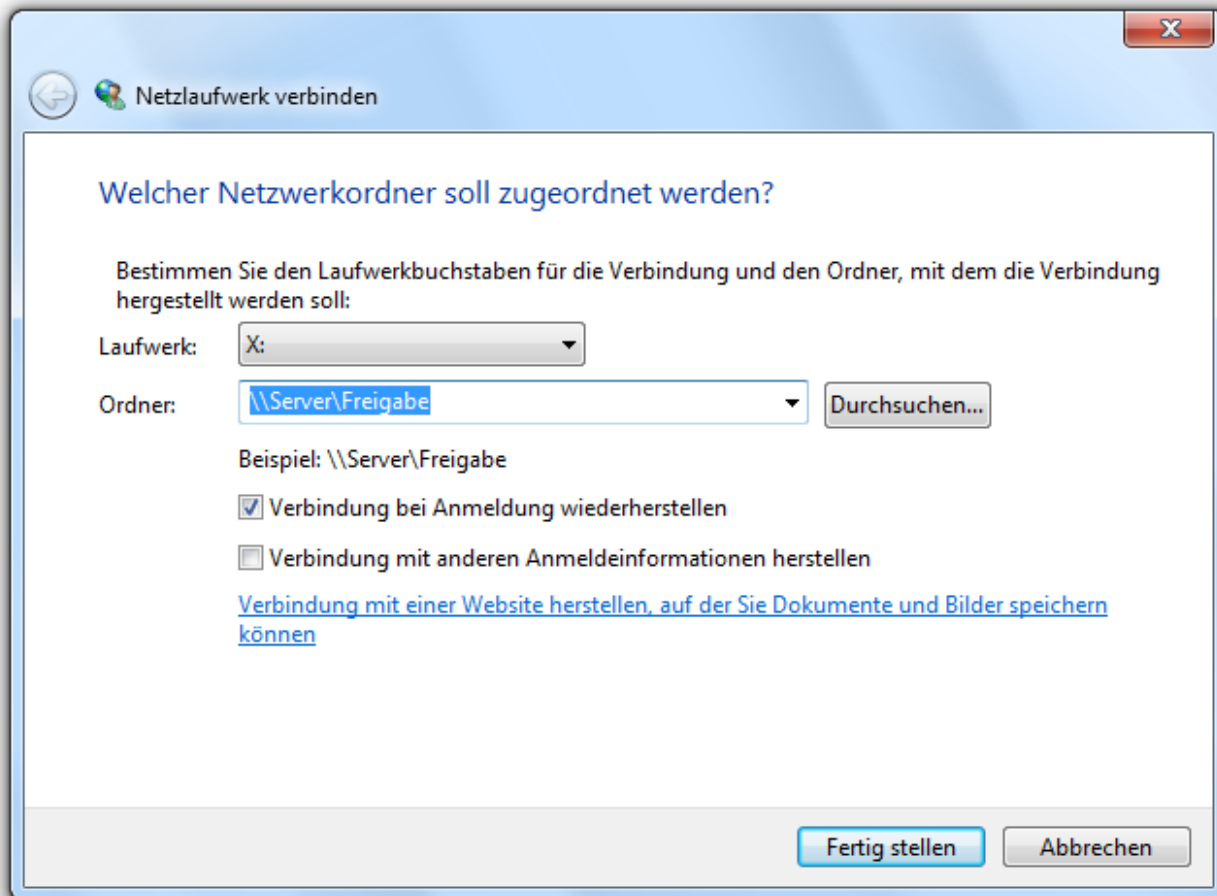 Netzlaufwerk verbinden
Welcher Netzwerkordner soll zugeordnet werden?
Bestimmen Sie den Laufwerkbuchstaben für die Verbindung und den Ordner, mit dem die Verbindung
hergestellt werden soll:
Laufwerk: X:
Ordner: \\Server\Freigabe Durchsuchen...
Beispiel: \\Server\Freigabe
Verbindung bei Anmeldung wiederherstellen
Verbindung mit anderen Anmeldeinformationen herstellen
Verbindung mit einer Website herstellen, auf der Sie Dokumente und Bilder speichern
können
Fertig stellen Abbrechen